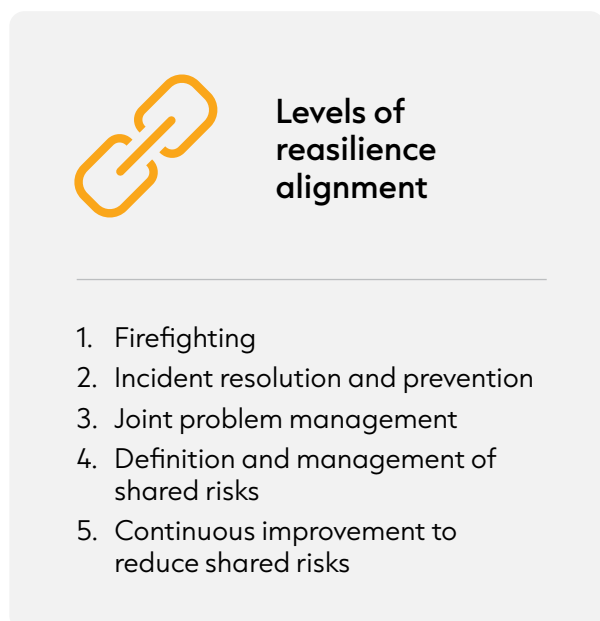 Levels of
reasilience
alignment
1. Firefighting
2. Incident resolution and prevention
3. Joint problem management
4. Definition and management of
shared risks
5. Continuous improvement to
reduce shared risks